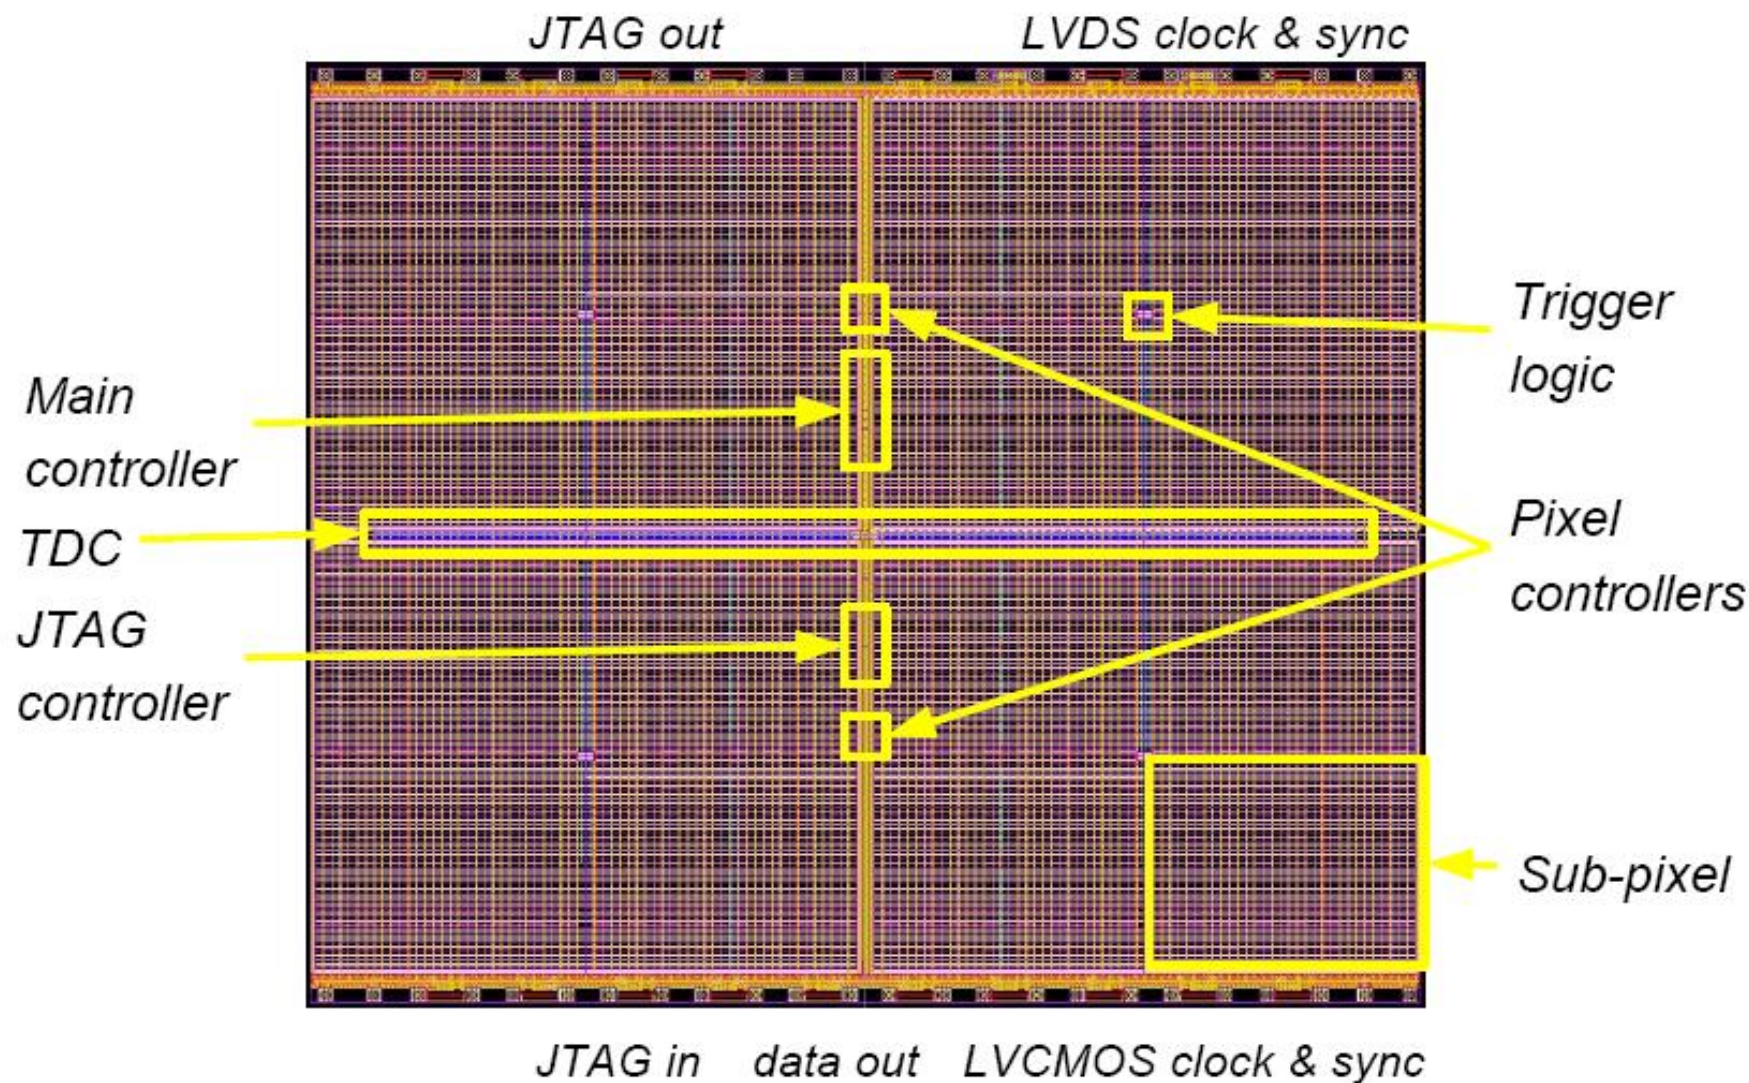 JTAG out
LVDS clock & sync
Trigger
logic
Main
controller
Pixel
controllers
TDC
JTAG
controller
Sub-pixel
JTAG in
data out
LVCMOS clock & sync